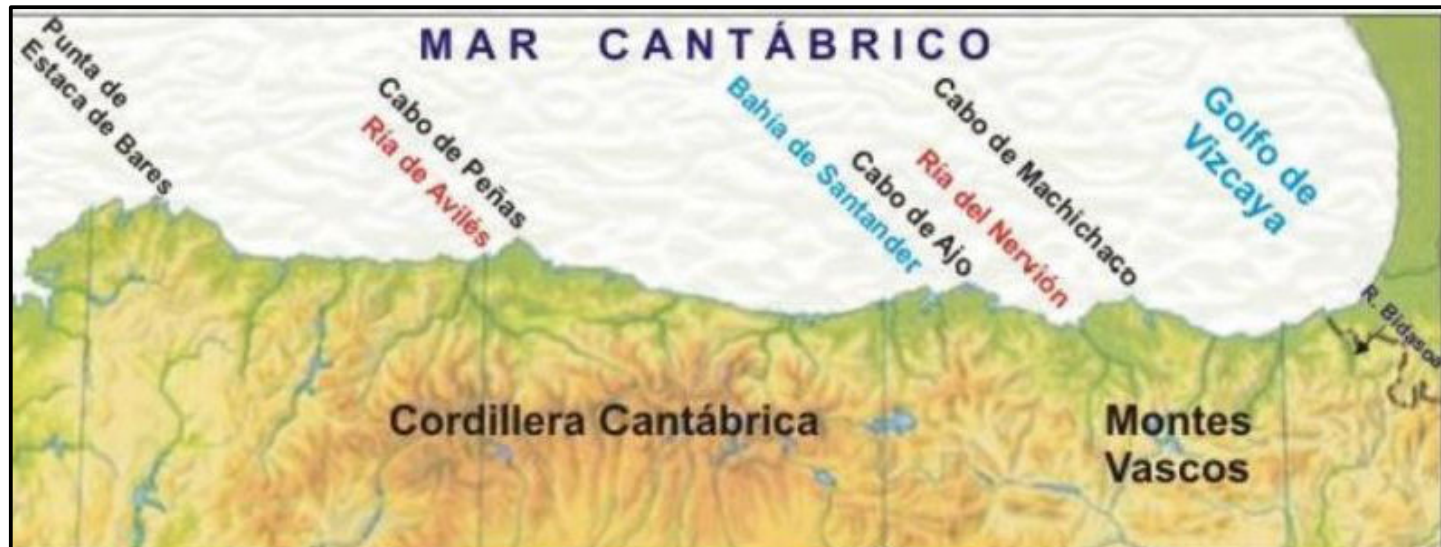 MAR CANTÁBRICO
Punta de
Estaca de Bares
Cabo de Peñas
Ría de Avilés
Bahía de Santander
Cabo de Ajo
Ría del Nervión
Cabo de Machichaco
Golfo de
Vizcaya
R. Bidasoa
Cordillera Cantábrica
Montes
Vascos